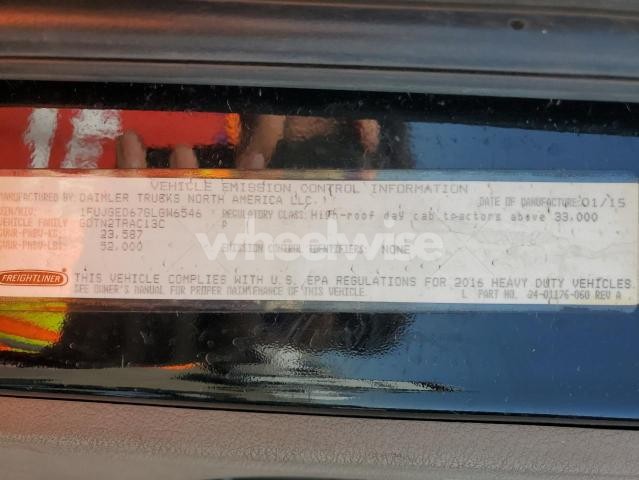 VEHICLE EMISSION CONTROL INFORMATION
MANUFACTURED BY: DAIMLER TRUCKS NORTH AMERICA LLC. DATE OF MANUFACTURE: 01/15
1FUJGED67GLGW6546 REGULATORY CLASS: High-roof day cab tractors above 33,000
VEHICLE FAMILY GDTN2TRAC13C P
23.587
52.000 EMISSION CONTROL IDENTIFIERS: NONE
wheelwise
FREIGHTLINER
THIS VEHICLE COMPLIES WITH U.S. EPA REGULATIONS FOR 2016 HEAVY DUTY VEHICLES.
SEE OWNER'S MANUAL FOR PROPER MAINTENANCE OF THIS VEHICLE. L PART NO. 24-01176-060 REV A